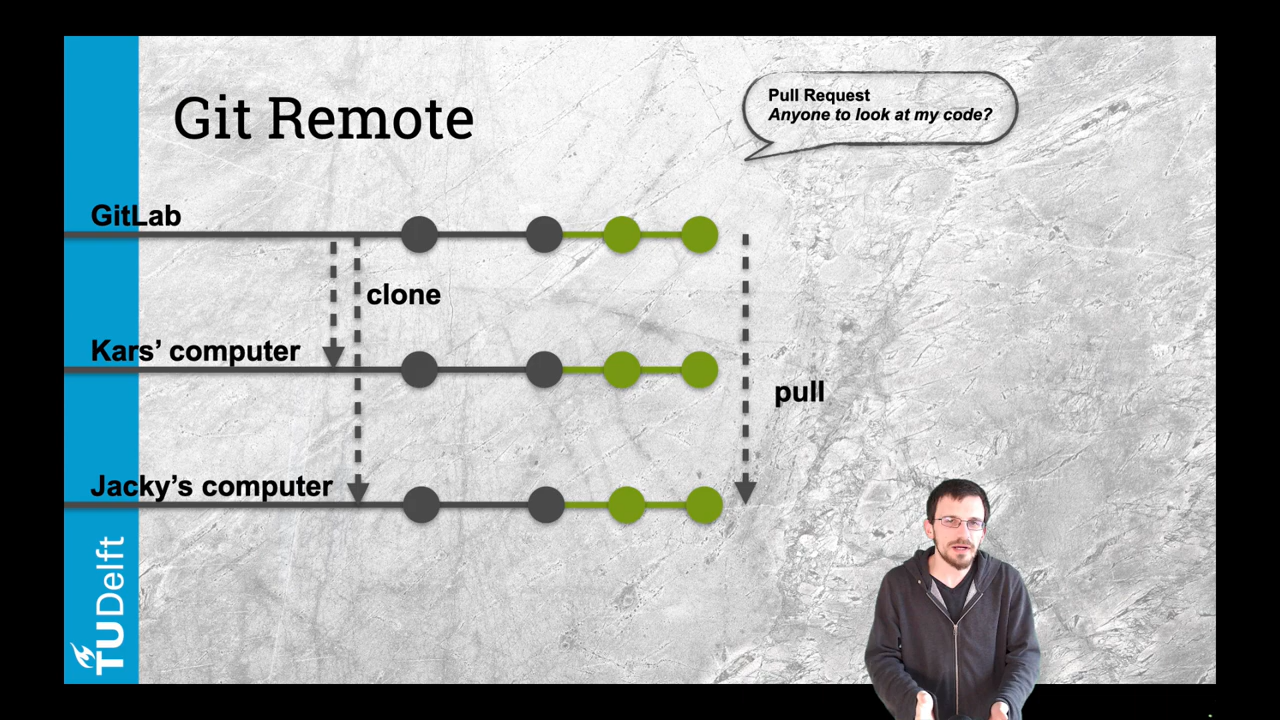 Git Remote
Pull Request
Anyone to look at my code?
GitLab
clone
Kars’ computer
pull
Jacky’s computer
TUDelft